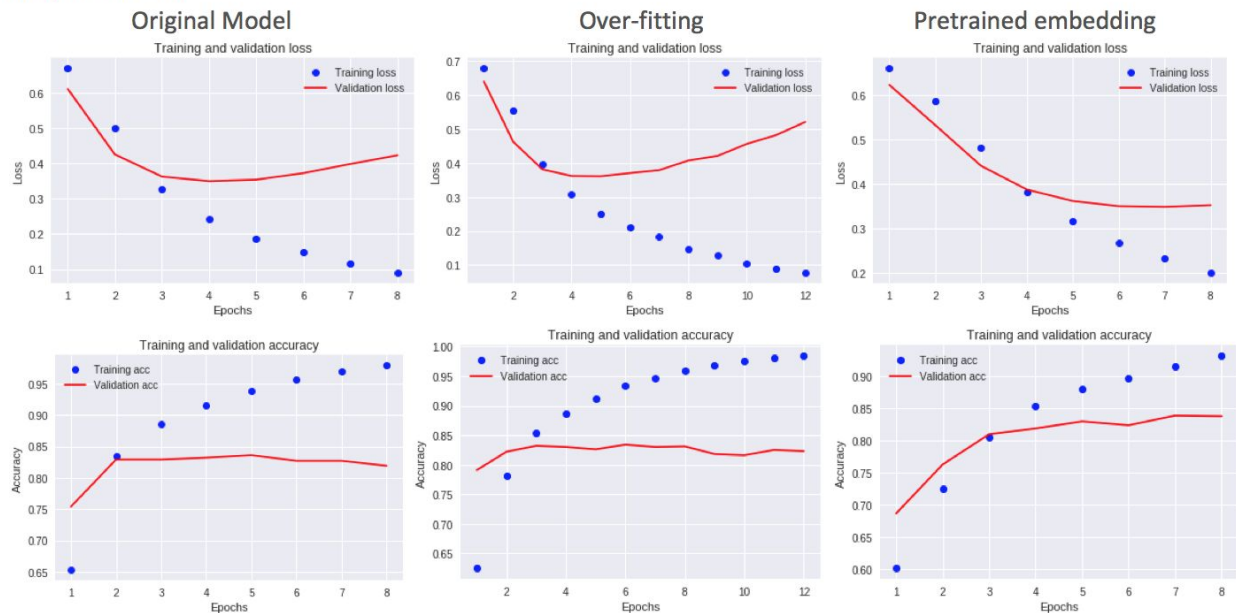 Original Model
Training and validation loss
Training loss
Validation loss
Loss
0.6
0.5
0.4
0.3
0.2
0.1
1 2 3 4 5 6 7 8
Epochs
Over-fitting
Training and validation loss
Training loss
Validation loss
Loss
0.7
0.6
0.5
0.4
0.3
0.2
0.1
2 4 6 8 10 12
Epochs
Pretrained embedding
Training and validation loss
Training loss
Validation loss
Loss
0.6
0.5
0.4
0.3
0.2
1 2 3 4 5 6 7 8
Epochs
Training and validation accuracy
Training acc
Validation acc
Accuracy
0.95
0.90
0.85
0.80
0.75
0.70
0.65
1 2 3 4 5 6 7 8
Epochs
Training and validation accuracy
Training acc
Validation acc
Accuracy
1.00
0.95
0.90
0.85
0.80
0.75
0.70
0.65
2 4 6 8 10 12
Epochs
Training and validation accuracy
Training acc
Validation acc
Accuracy
0.90
0.85
0.80
0.75
0.70
0.65
0.60
1 2 3 4 5 6 7 8
Epochs